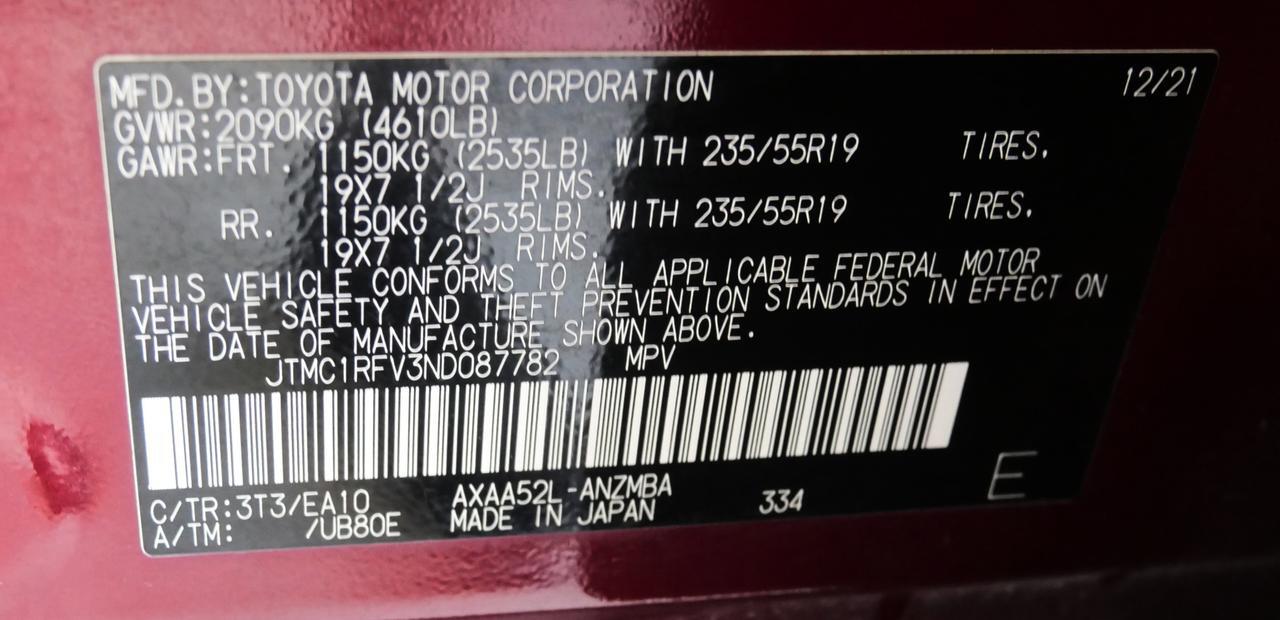 MFD.BY:TOYOTA MOTOR CORPORATION 12/21
GVWR:2090KG (4610LB)
GAWR:FRT. 1150KG (2535LB) WITH 235/55R19 TIRES.
19X7 1/2J RIMS.
RR. 1150KG (2535LB) WITH 235/55R19 TIRES.
19X7 1/2J RIMS.
THIS VEHICLE CONFORMS TO ALL APPLICABLE FEDERAL MOTOR
VEHICLE SAFETY AND THEFT PREVENTION STANDARDS IN EFFECT ON
THE DATE OF MANUFACTURE SHOWN ABOVE.
JTMC1RFV3ND087782 MPV
C/TR:3T3/EA10 AXAA52L-ANZMBA 334 E
A/TM: /UB80E MADE IN JAPAN